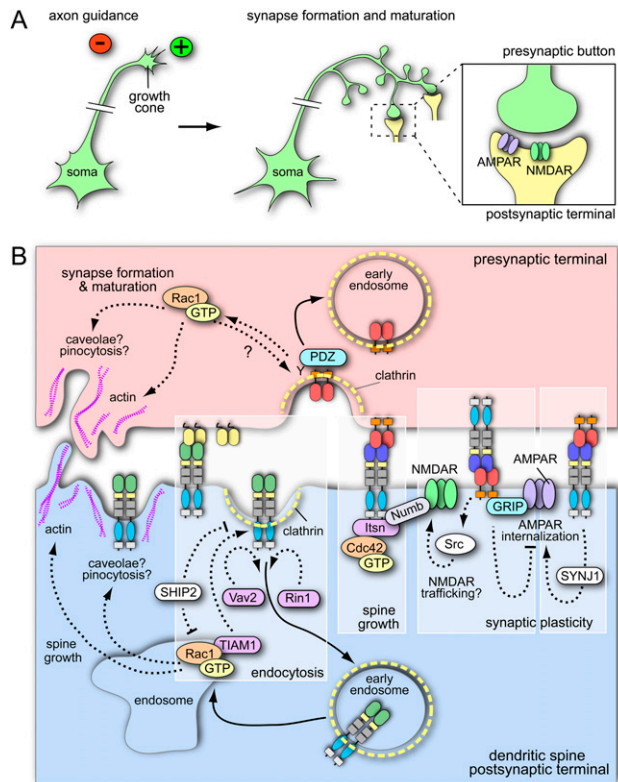 A
axon guidance
synapse formation and maturation
−
+
growth
cone
soma
soma
presynaptic button
AMPAR
NMDAR
postsynaptic terminal
B
synapse formation
& maturation
presynaptic terminal
Rac1
GTP
early
endosome
caveolae?
pinocytosis?
?
PDZ
Y
clathrin
actin
AMPAR
NMDAR
Numb
Itsn
clathrin
actin
GRIP
Cdc42
GTP
Src
AMPAR
internalization
caveolae?
pinocytosis?
SHIP2
Vav2
Rin1
NMDAR
trafficking?
SYNJ1
spine
growth
synaptic plasticity
spine
growth
Rac1
TIAM1
GTP
endocytosis
endosome
early
endosome
dendritic spine
postsynaptic terminal